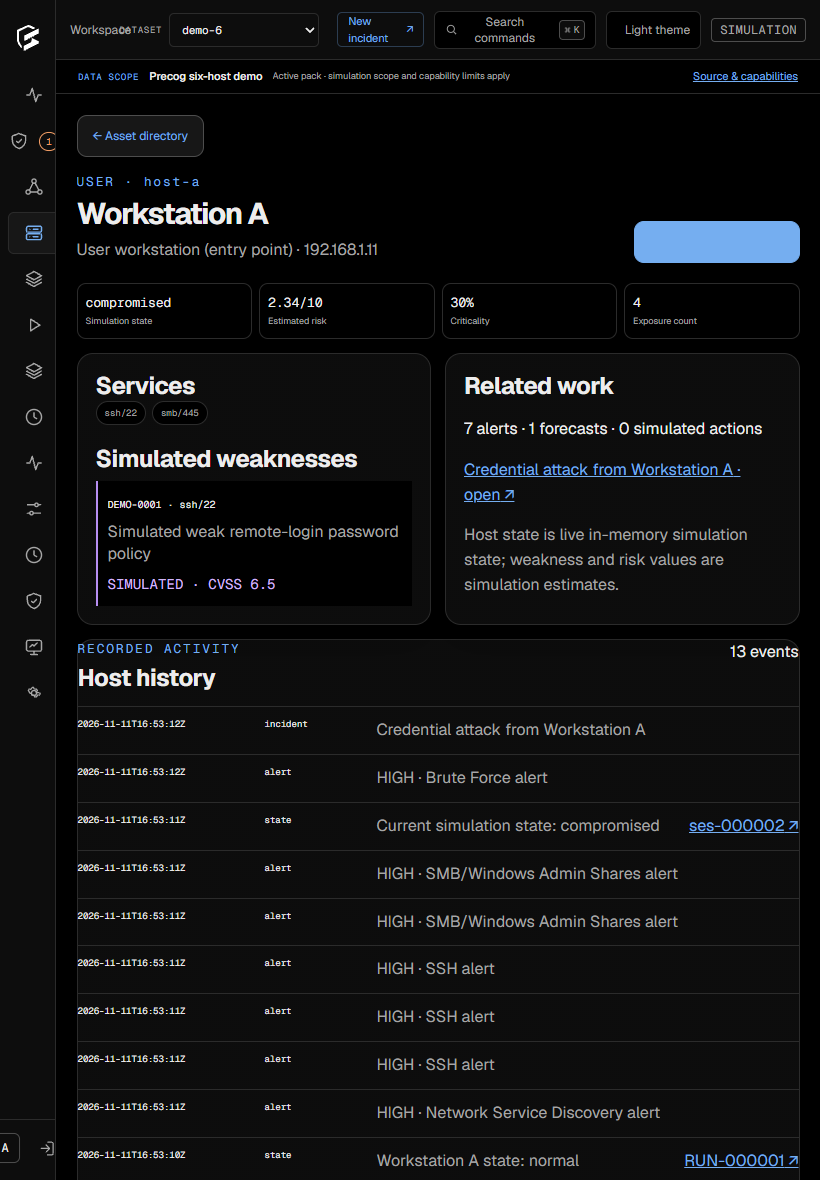 Workspace DATASET demo-6 New incident ↗ Search commands ⌘ K Light theme SIMULATION
DATA SCOPE Precog six-host demo Active pack · simulation scope and capability limits apply Source & capabilities
1
← Asset directory
USER · host-a
Workstation A
User workstation (entry point) · 192.168.1.11
compromised
Simulation state
2.34/10
Estimated risk
30%
Criticality
4
Exposure count
Services
ssh/22 smb/445
Simulated weaknesses
DEMO-0001 · ssh/22
Simulated weak remote-login password
policy
SIMULATED · CVSS 6.5
Related work
7 alerts · 1 forecasts · 0 simulated actions
Credential attack from Workstation A ·
open ↗
Host state is live in-memory simulation
state; weakness and risk values are
simulation estimates.
RECORDED ACTIVITY
Host history
13 events
2026-11-11T16:53:12Z incident Credential attack from Workstation A
2026-11-11T16:53:12Z alert HIGH · Brute Force alert
2026-11-11T16:53:11Z state Current simulation state: compromised ses-000002 ↗
2026-11-11T16:53:11Z alert HIGH · SMB/Windows Admin Shares alert
2026-11-11T16:53:11Z alert HIGH · SMB/Windows Admin Shares alert
2026-11-11T16:53:11Z alert HIGH · SSH alert
2026-11-11T16:53:11Z alert HIGH · SSH alert
2026-11-11T16:53:11Z alert HIGH · SSH alert
2026-11-11T16:53:11Z alert HIGH · Network Service Discovery alert
2026-11-11T16:53:10Z state Workstation A state: normal RUN-000001 ↗
A